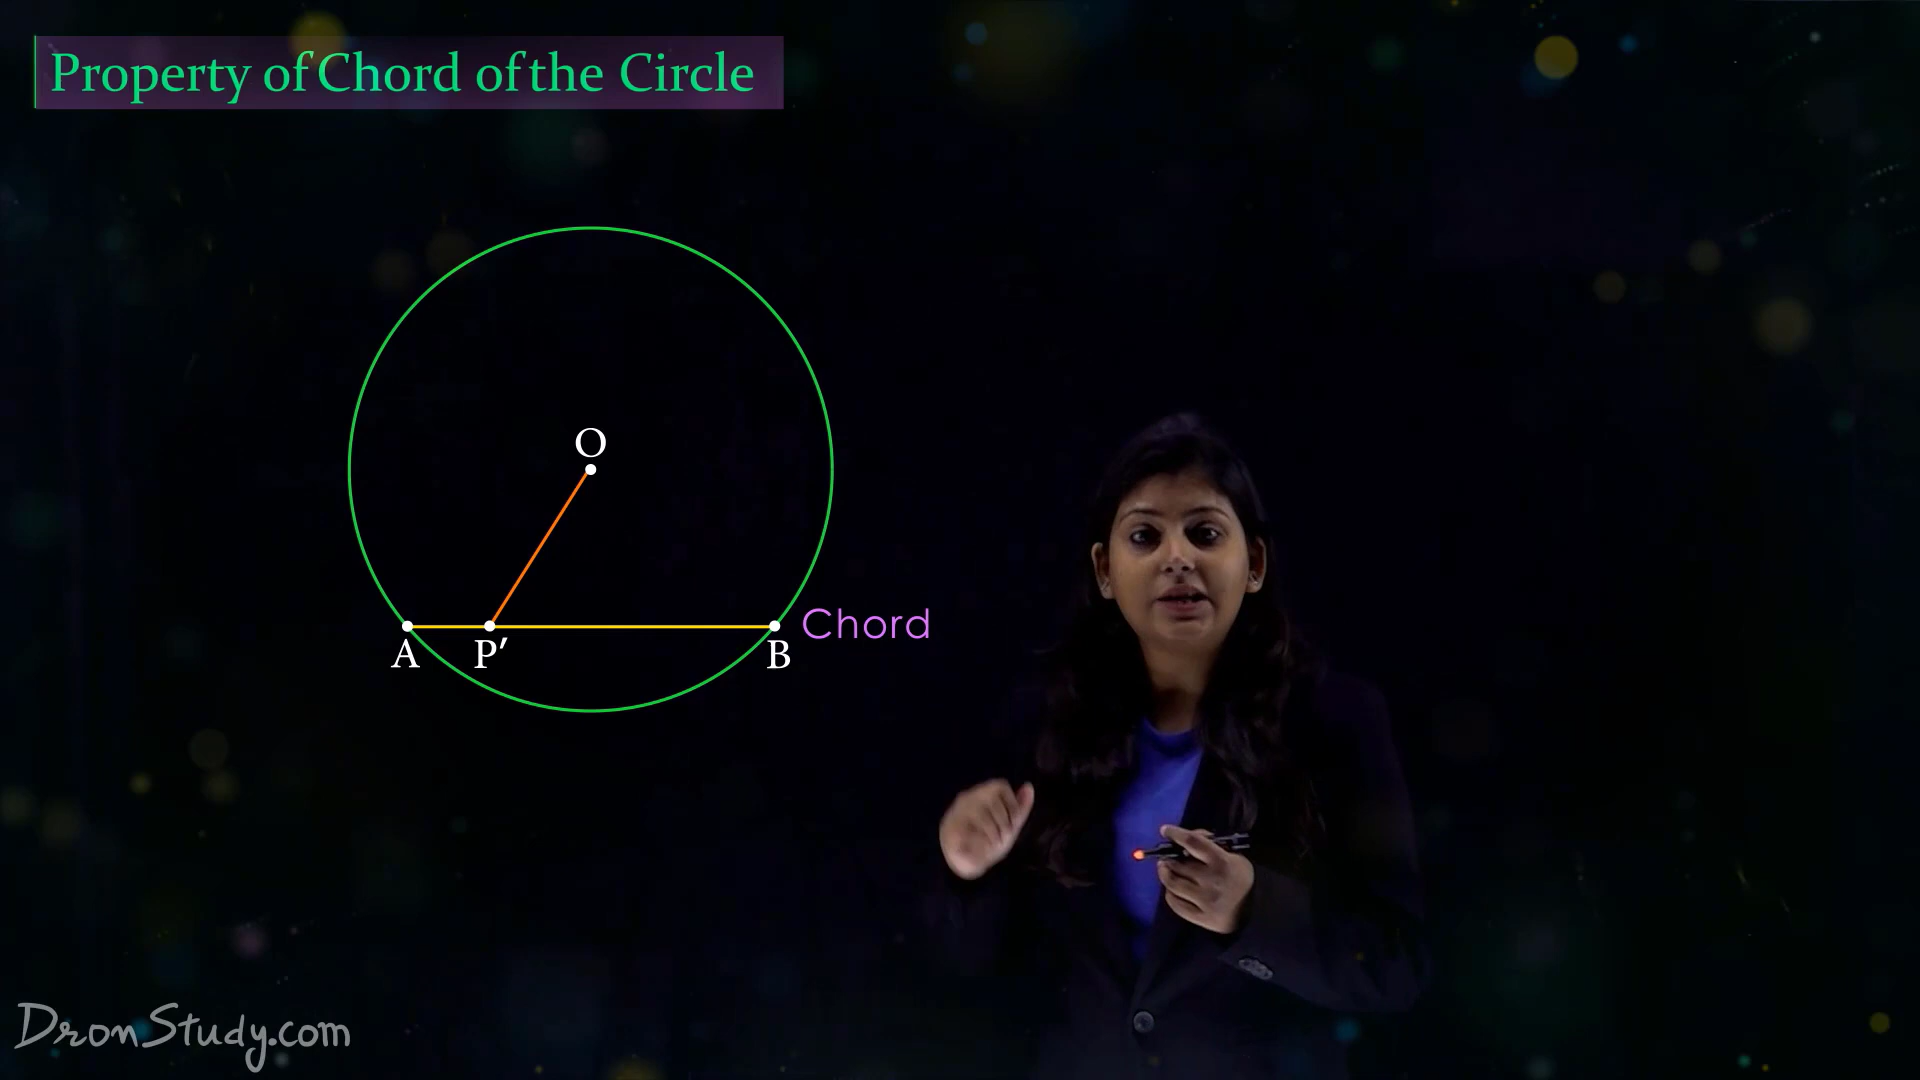 Property of Chord of the Circle
O
Chord
A P′ B
DronStudy.com